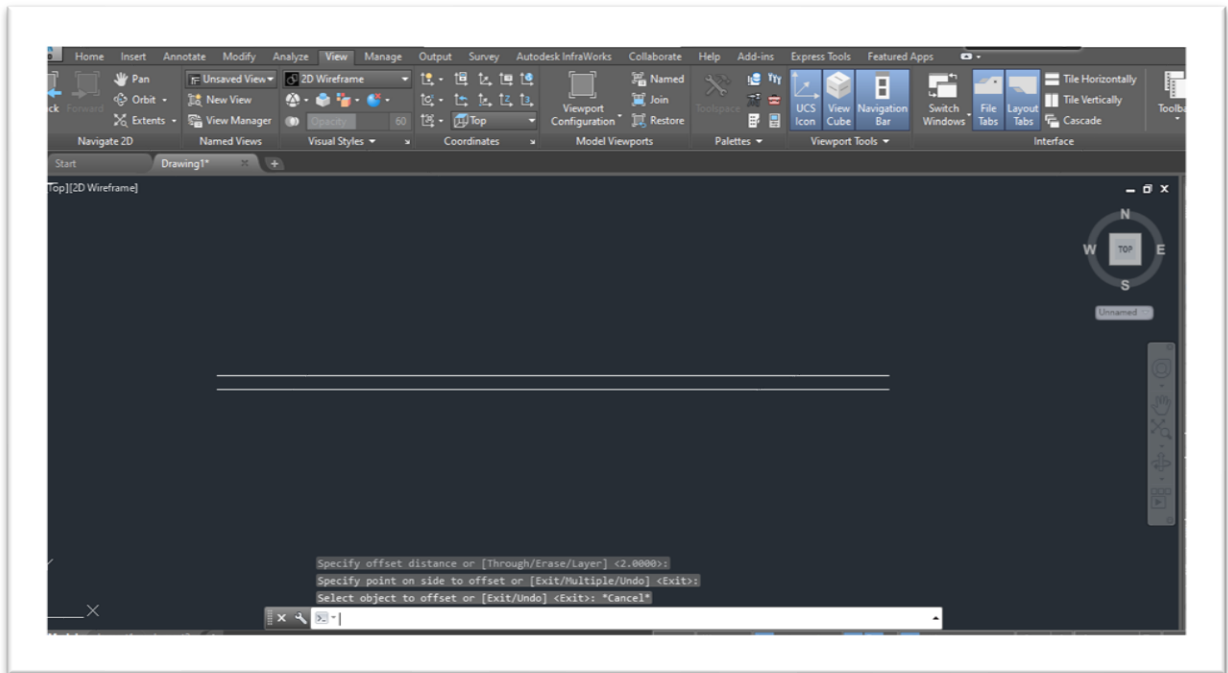 Home Insert Annotate Modify Analyze View Manage Output Survey Autodesk InfraWorks Collaborate Help Add-ins Express Tools Featured Apps
Pan Unsaved View 2D Wireframe Named Tile Horizontally
Forward Orbit New View Viewport Configuration Join Toolspace UCS Icon View Cube Navigation Bar Switch Windows File Tabs Layout Tabs Tile Vertically
Extents View Manager Opacity 60 Top Restore Cascade
Navigate 2D Named Views Visual Styles Coordinates Model Viewports Palettes Viewport Tools Interface
Start Drawing1* +
Top][2D Wireframe]
N
W TOP E
S
Unnamed
Specify offset distance or [Through/Erase/Layer] <2.0000>:
Specify point on side to offset or [Exit/Multiple/Undo] <Exit>:
Select object to offset or [Exit/Undo] <Exit>: *Cancel*